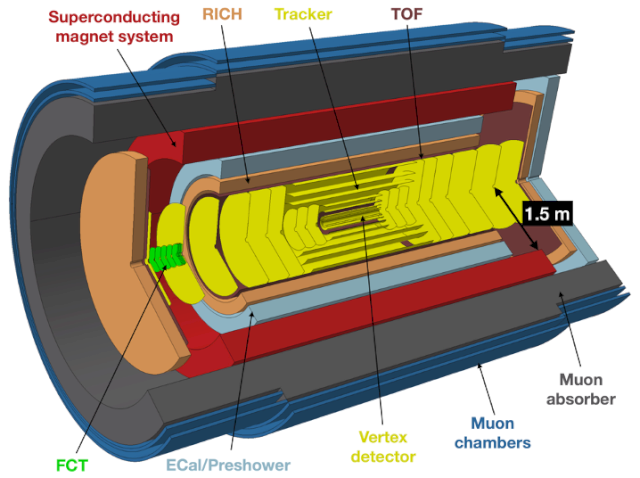 Superconducting
magnet system
RICH
Tracker
TOF
1.5 m
Muon
absorber
Muon
chambers
Vertex
detector
ECal/Preshower
FCT